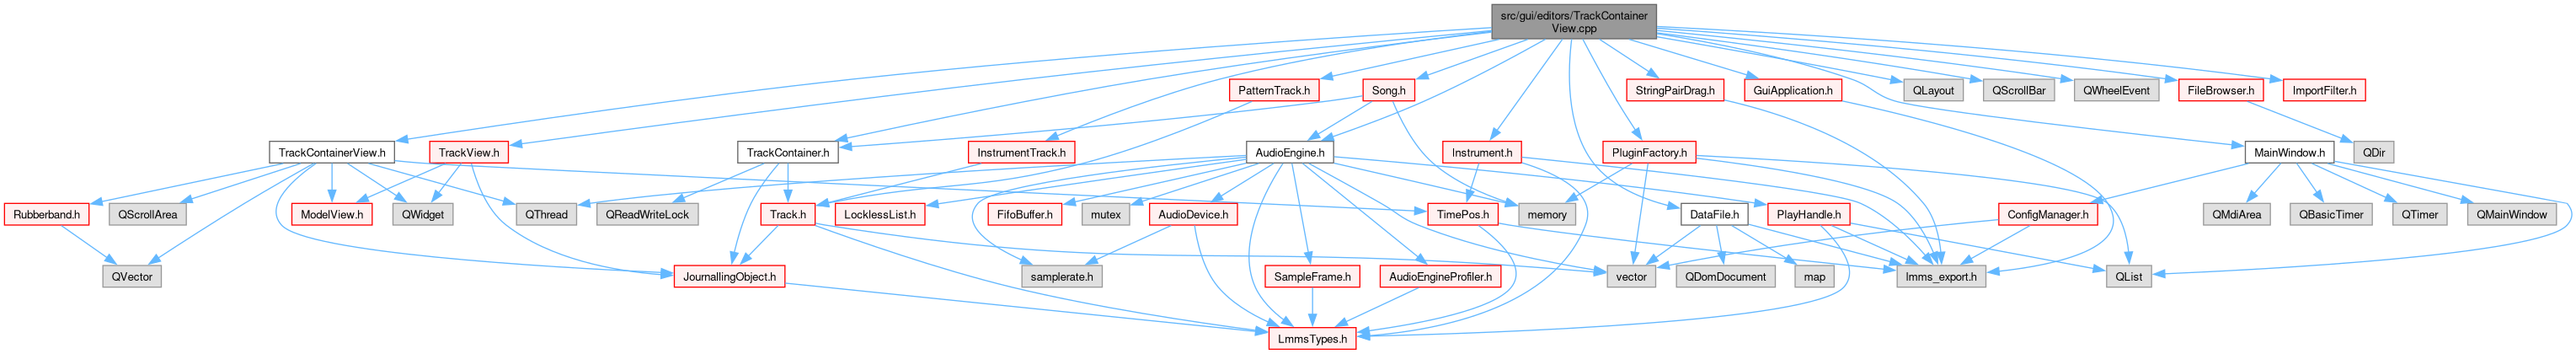 src/gui/editors/TrackContainer
View.cpp
PatternTrack.h
Song.h
StringPairDrag.h
GuiApplication.h
QLayout
QScrollBar
QWheelEvent
FileBrowser.h
ImportFilter.h
TrackContainerView.h
TrackView.h
TrackContainer.h
InstrumentTrack.h
AudioEngine.h
Instrument.h
PluginFactory.h
MainWindow.h
QDir
Rubberband.h
QScrollArea
ModelView.h
QWidget
QThread
QReadWriteLock
Track.h
LocklessList.h
FifoBuffer.h
mutex
AudioDevice.h
memory
TimePos.h
DataFile.h
PlayHandle.h
ConfigManager.h
QMdiArea
QBasicTimer
QTimer
QMainWindow
QVector
JournallingObject.h
samplerate.h
SampleFrame.h
AudioEngineProfiler.h
vector
QDomDocument
map
lmms_export.h
QList
LmmsTypes.h